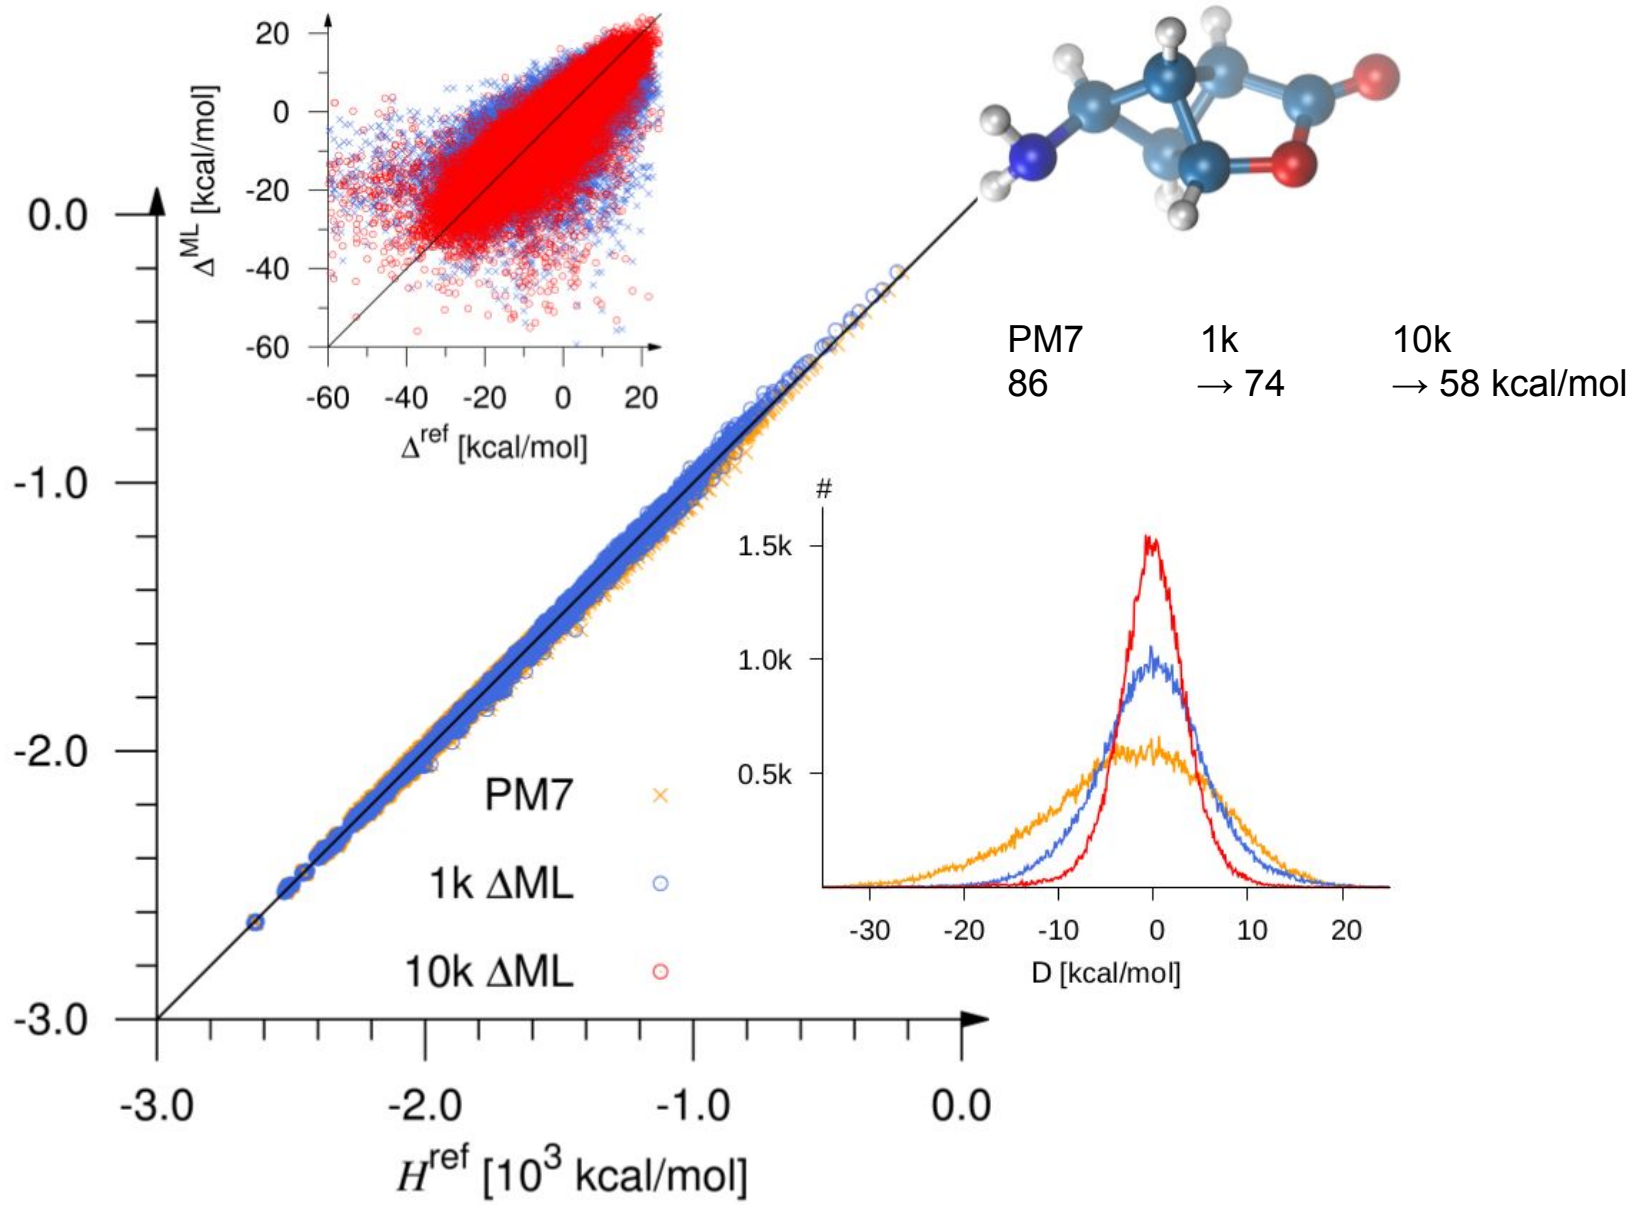 20
0
-20
-40
-60
Δ^ML [kcal/mol]
-60 -40 -20 0 20
Δ^ref [kcal/mol]
0.0
-1.0
-2.0
-3.0
PM7 1k 10k
86 → 74 → 58 kcal/mol
#
1.5k
1.0k
0.5k
-30 -20 -10 0 10 20
D [kcal/mol]
PM7
1k ΔML
10k ΔML
-3.0 -2.0 -1.0 0.0
H^ref [10^3 kcal/mol]